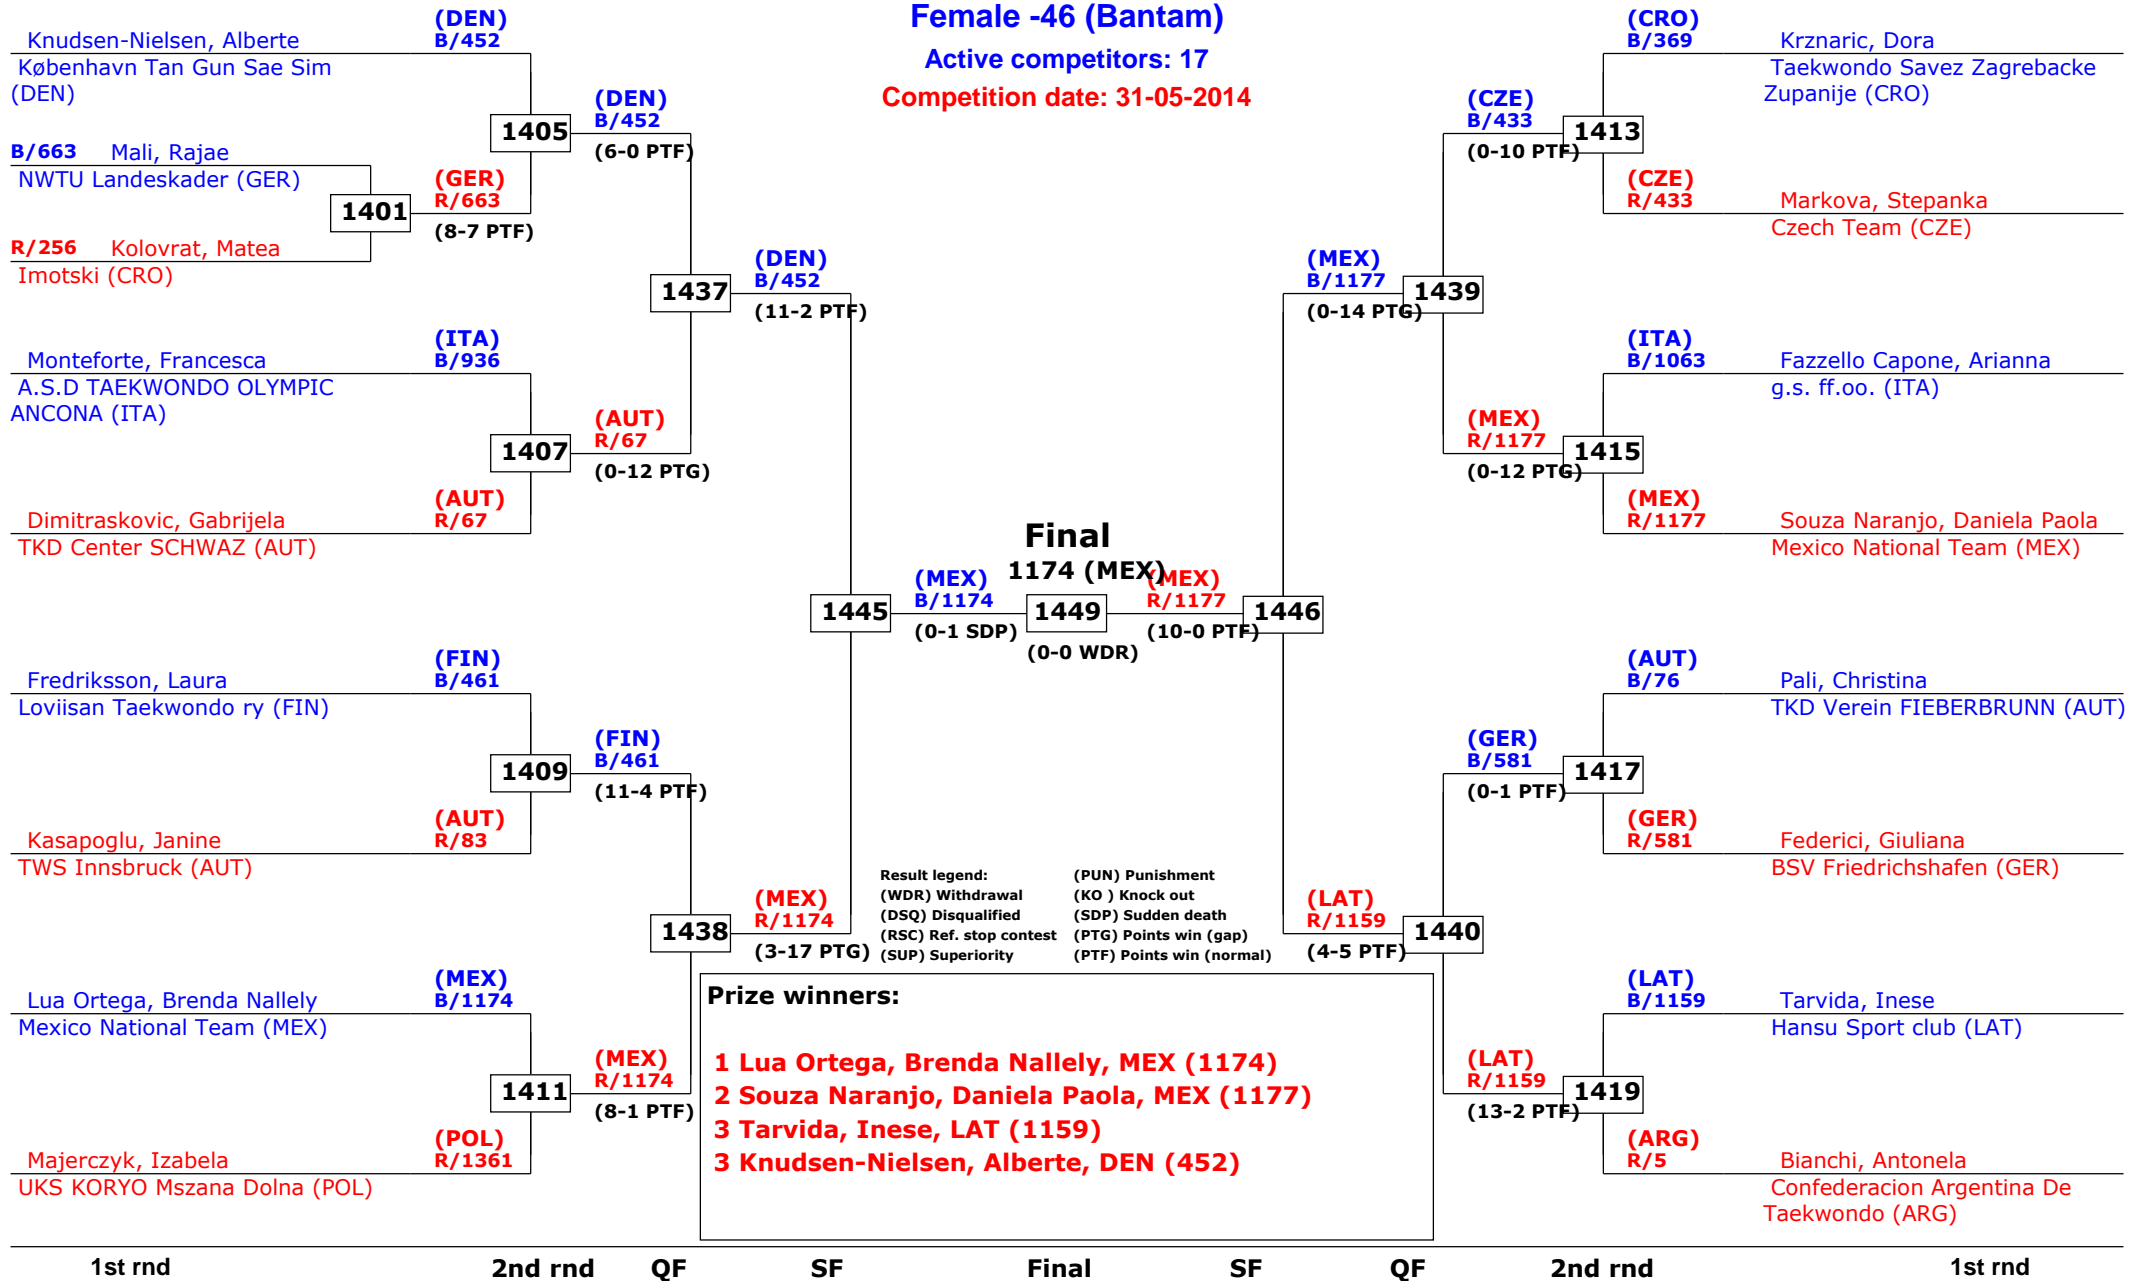 Female -46 (Bantam)
Active competitors: 17
Competition date: 31-05-2014
(DEN)
Knudsen-Nielsen, Alberte B/452
København Tan Gun Sae Sim
(DEN)
B/663 Mali, Rajae
NWTU Landeskader (GER)
1401
R/256 Kolovrat, Matea
Imotski (CRO)
(GER)
R/663
(8-7 PTF)
1405
(DEN)
B/452
(6-0 PTF)
(ITA)
Monteforte, Francesca B/936
A.S.D TAEKWONDO OLYMPIC
ANCONA (ITA)
1407
(AUT)
Dimitraskovic, Gabrijela R/67
TKD Center SCHWAZ (AUT)
(AUT)
R/67
(0-12 PTG)
1437
(DEN)
B/452
(11-2 PTF)
(FIN)
Fredriksson, Laura B/461
Loviisan Taekwondo ry (FIN)
1409
(AUT)
Kasapoglu, Janine R/83
TWS Innsbruck (AUT)
(FIN)
B/461
(11-4 PTF)
(MEX)
Lua Ortega, Brenda Nallely B/1174
Mexico National Team (MEX)
1411
(POL)
Majerczyk, Izabela R/1361
UKS KORYO Mszana Dolna (POL)
(MEX)
R/1174
(8-1 PTF)
1438
(MEX)
R/1174
(3-17 PTG)
1445
(MEX)
B/1174
(0-1 SDP)
Final
1174 (MEX)
1449
(0-0 WDR)
(MEX)
R/1177
(10-0 PTF)
1446
(MEX)
B/1177
(0-14 PTG)
1439
(CZE)
B/433
(0-10 PTF)
1413
(CRO)
B/369 Krznaric, Dora
Taekwondo Savez Zagrebacke
Zupanije (CRO)
(CZE)
R/433 Markova, Stepanka
Czech Team (CZE)
(MEX)
R/1177
(0-12 PTG)
1415
(ITA)
B/1063 Fazzello Capone, Arianna
g.s. ff.oo. (ITA)
(MEX)
R/1177 Souza Naranjo, Daniela Paola
Mexico National Team (MEX)
(LAT)
R/1159
(4-5 PTF)
1440
(GER)
B/581
(0-1 PTF)
1417
(AUT)
B/76 Pali, Christina
TKD Verein FIEBERBRUNN (AUT)
(GER)
R/581 Federici, Giuliana
BSV Friedrichshafen (GER)
(LAT)
R/1159
(13-2 PTF)
1419
(LAT)
B/1159 Tarvida, Inese
Hansu Sport club (LAT)
(ARG)
R/5 Bianchi, Antonela
Confederacion Argentina De
Taekwondo (ARG)
Result legend: (PUN) Punishment
(WDR) Withdrawal (KO ) Knock out
(DSQ) Disqualified (SDP) Sudden death
(RSC) Ref. stop contest (PTG) Points win (gap)
(SUP) Superiority (PTF) Points win (normal)
Prize winners:
1 Lua Ortega, Brenda Nallely, MEX (1174)
2 Souza Naranjo, Daniela Paola, MEX (1177)
3 Tarvida, Inese, LAT (1159)
3 Knudsen-Nielsen, Alberte, DEN (452)
1st rnd 2nd rnd QF SF Final SF QF 2nd rnd 1st rnd